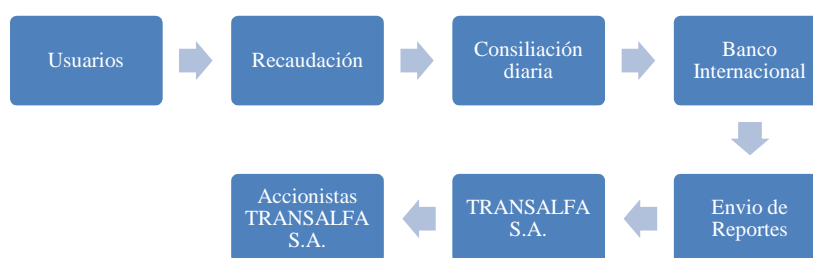 Usuarios
Recaudación
Consiliación
diaria
Banco
Internacional
Envio de
Reportes
TRANSALFA
S.A.
Accionistas
TRANSALFA
S.A.